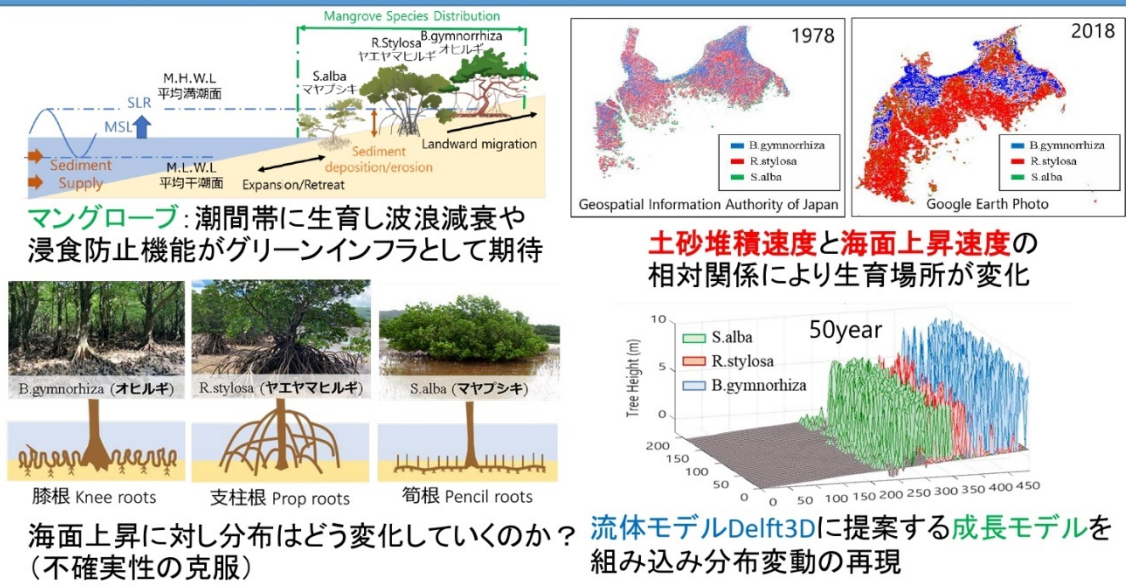 Mangrove Species Distribution
B.gymnorrhiza
オヒルギ
R.Stylosa
ヤエヤマヒルギ
S.alba
マヤプシキ
M.H.W.L
平均満潮面
SLR
MSL
Sediment
Supply
M.L.W.L
平均干潮面
Expansion/Retreat
Sediment
deposition/erosion
Landward migration
マングローブ：潮間帯に生育し波浪減衰や
浸食防止機能がグリーンインフラとして期待
1978
B.gymnorrhiza
R.stylosa
S.alba
Geospatial Information Authority of Japan
2018
B.gymnorrhiza
R.stylosa
S.alba
Google Earth Photo
土砂堆積速度と海面上昇速度の
相対関係により生育場所が変化
B.gymnorhiza (オヒルギ)
R.stylosa (ヤエヤマヒルギ)
S.alba (マヤプシキ)
膝根 Knee roots
支柱根 Prop roots
筍根 Pencil roots
海面上昇に対し分布はどう変化していくのか？
（不確実性の克服）
50year
S.alba
R.stylosa
B.gymnorhiza
Tree Height (m)
10
5
0
200
150
100
50
0
0
50
100
150
200
250
300
350
400
450
流体モデルDelft3Dに提案する成長モデルを
組み込み分布変動の再現